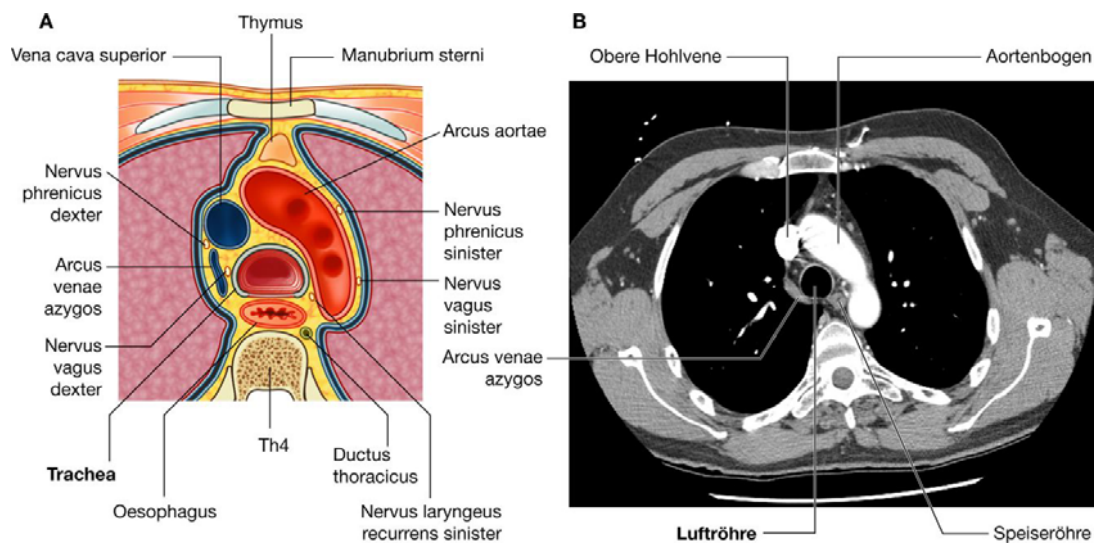 A
Thymus
Vena cava superior
Manubrium sterni
Arcus aortae
Nervus
phrenicus
dexter
Nervus
phrenicus
sinister
Arcus
venae
azygos
Nervus
vagus
sinister
Nervus
vagus
dexter
Th4
Trachea
Ductus
thoracicus
Oesophagus
Nervus laryngeus
recurrens sinister
B
Obere Hohlvene
Aortenbogen
Arcus venae
azygos
Luftröhre
Speiseröhre